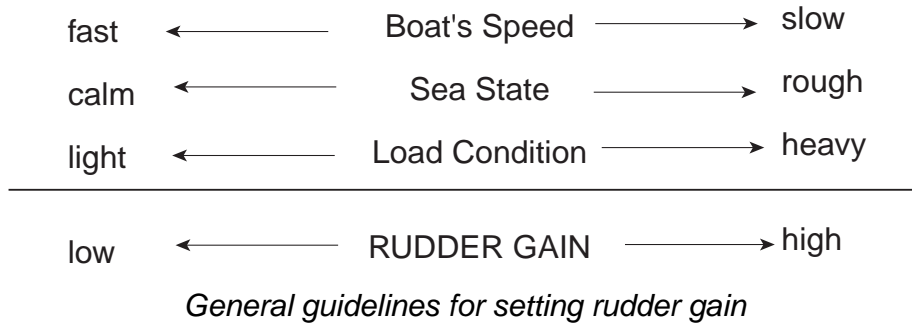 fast Boat's Speed slow
calm Sea State rough
light Load Condition heavy
low RUDDER GAIN high
General guidelines for setting rudder gain